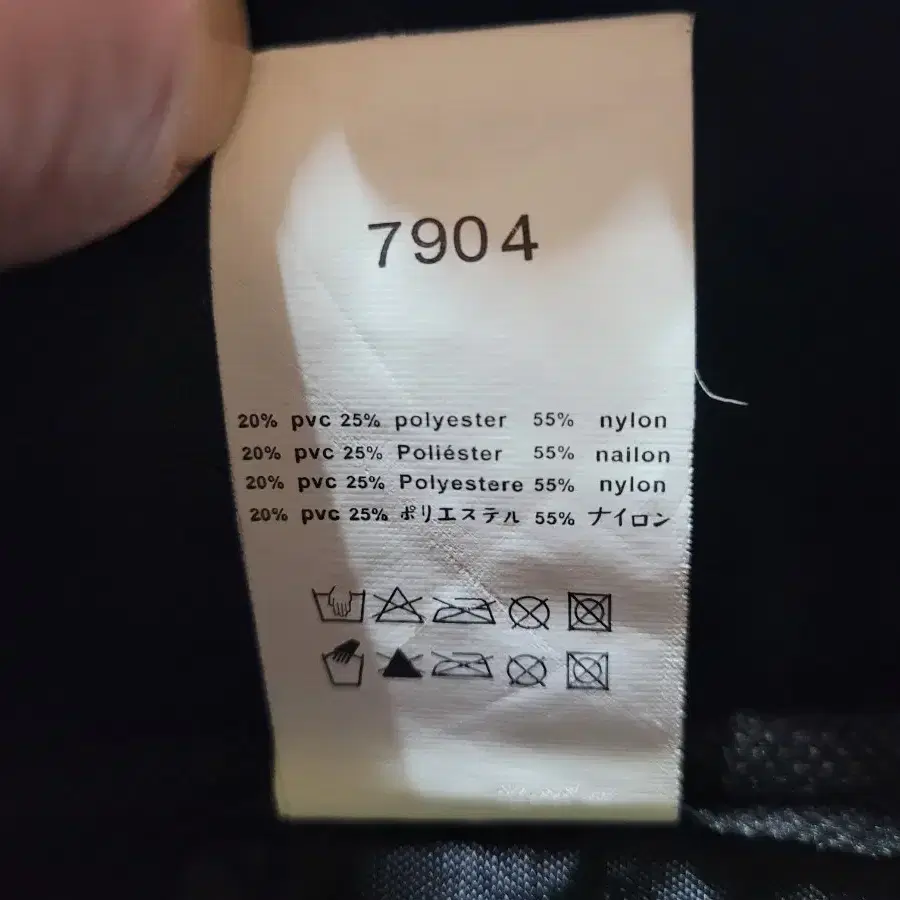 7904
20% pvc 25% polyester 55% nylon
20% pvc 25% Poliéster 55% nailon
20% pvc 25% Polyestere 55% nylon
20% pvc 25% ポリエステル 55% ナイロン